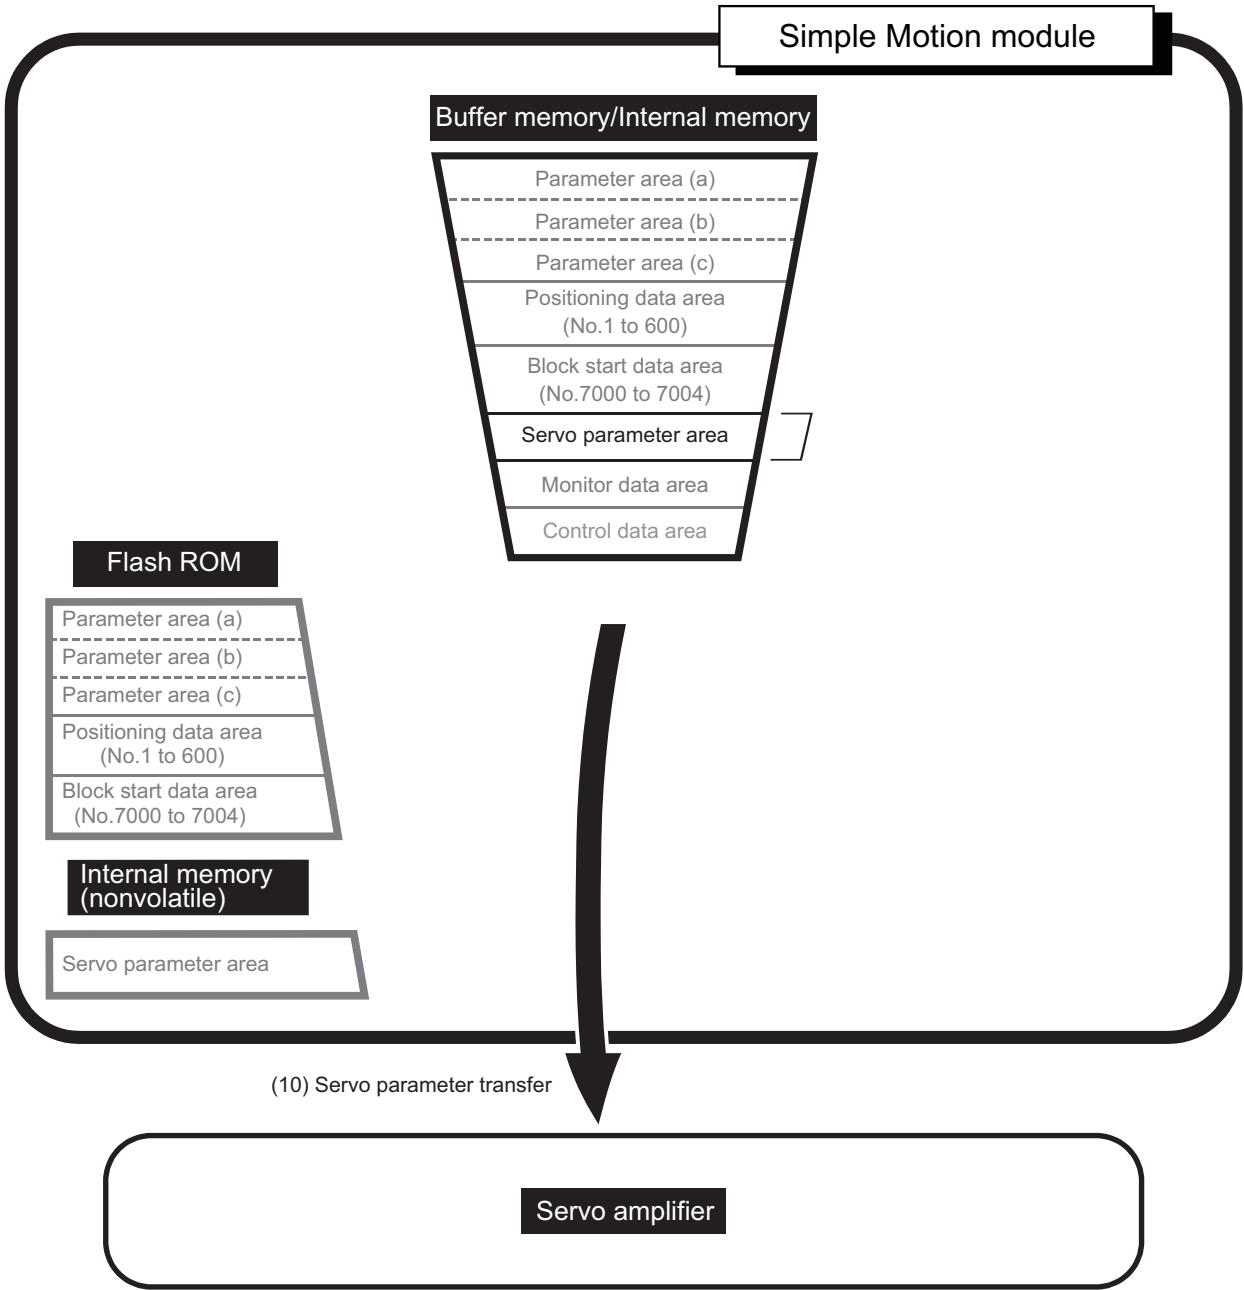 Simple Motion module
Buffer memory/Internal memory
Parameter area (a)
Parameter area (b)
Parameter area (c)
Positioning data area
(No.1 to 600)
Block start data area
(No.7000 to 7004)
Servo parameter area
Monitor data area
Control data area
Flash ROM
Parameter area (a)
Parameter area (b)
Parameter area (c)
Positioning data area
(No.1 to 600)
Block start data area
(No.7000 to 7004)
Internal memory
(nonvolatile)
Servo parameter area
(10) Servo parameter transfer
Servo amplifier